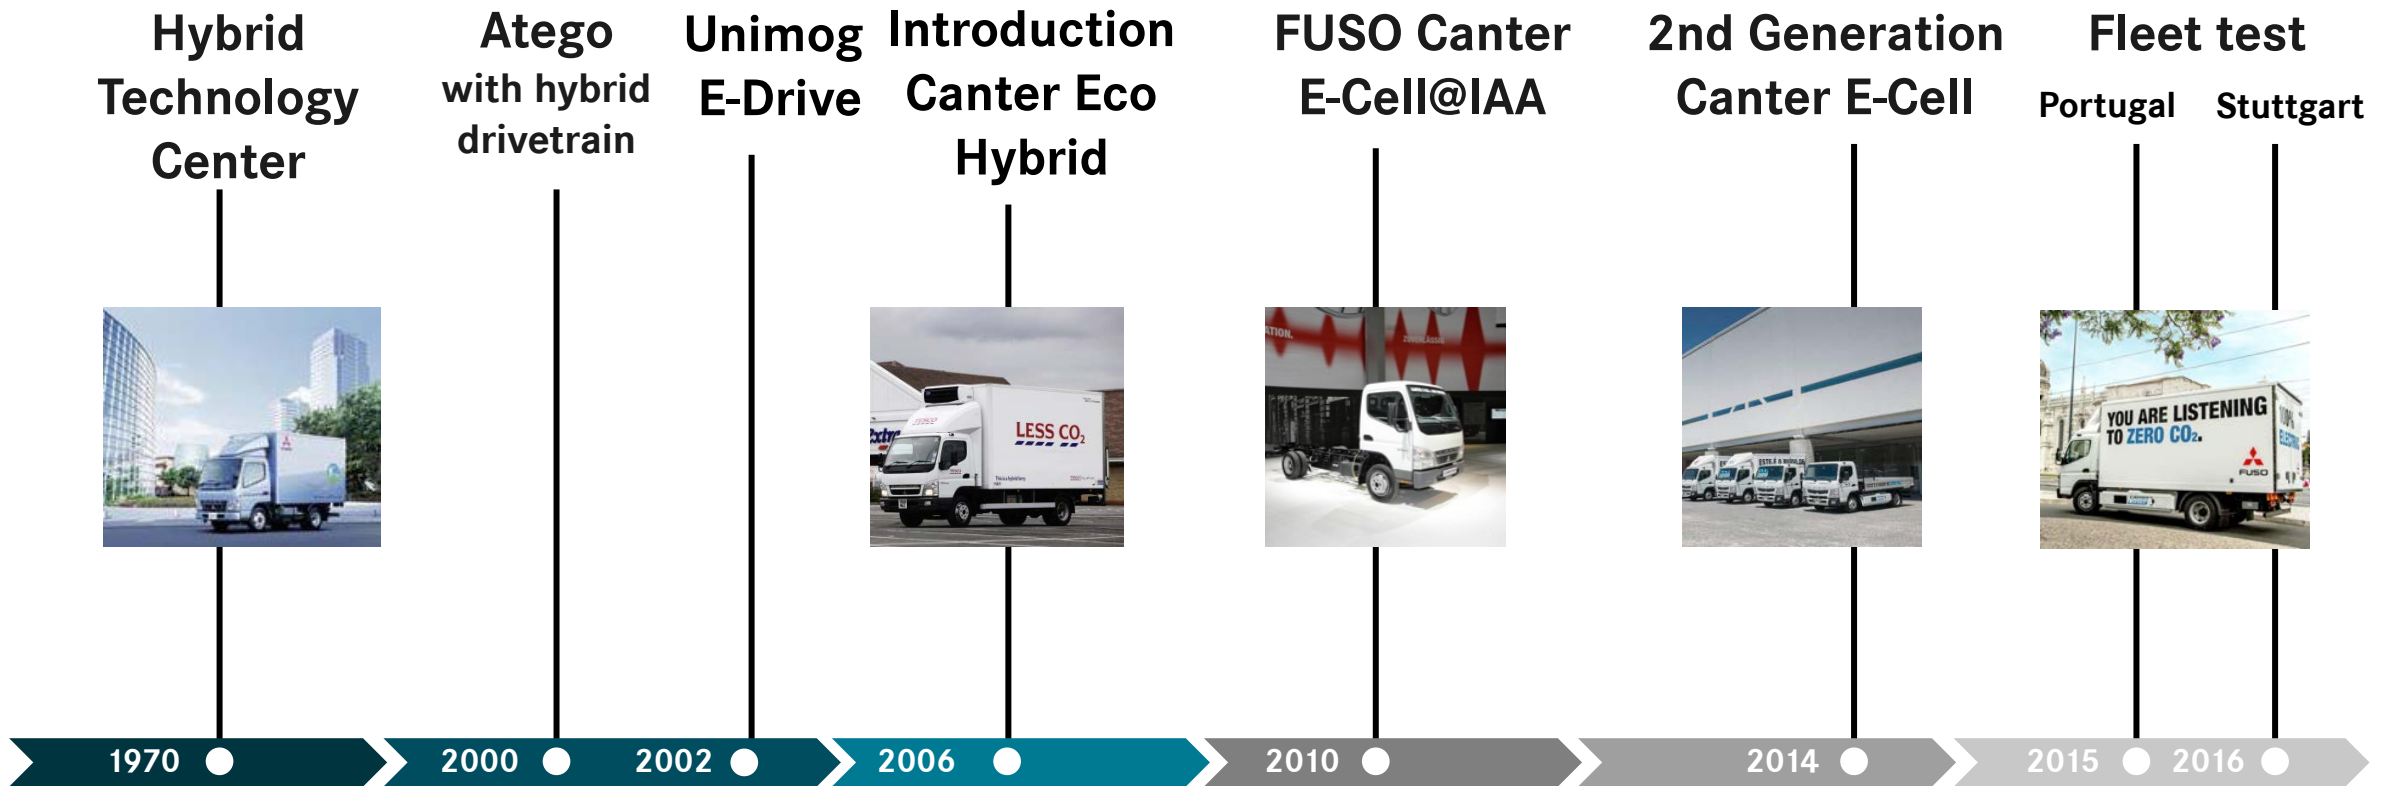 Hybrid
Technology
Center
Atego
with hybrid
drivetrain
Unimog
E-Drive
Introduction
Canter Eco
Hybrid
FUSO Canter
E-Cell@IAA
2nd Generation
Canter E-Cell
Fleet test
Portugal Stuttgart
LESS CO₂
ATION.
ZUVERLÄSSIG
YOU ARE LISTENING
TO ZERO CO₂.
FUSO
1970 2000 2002 2006 2010 2014 2015 2016